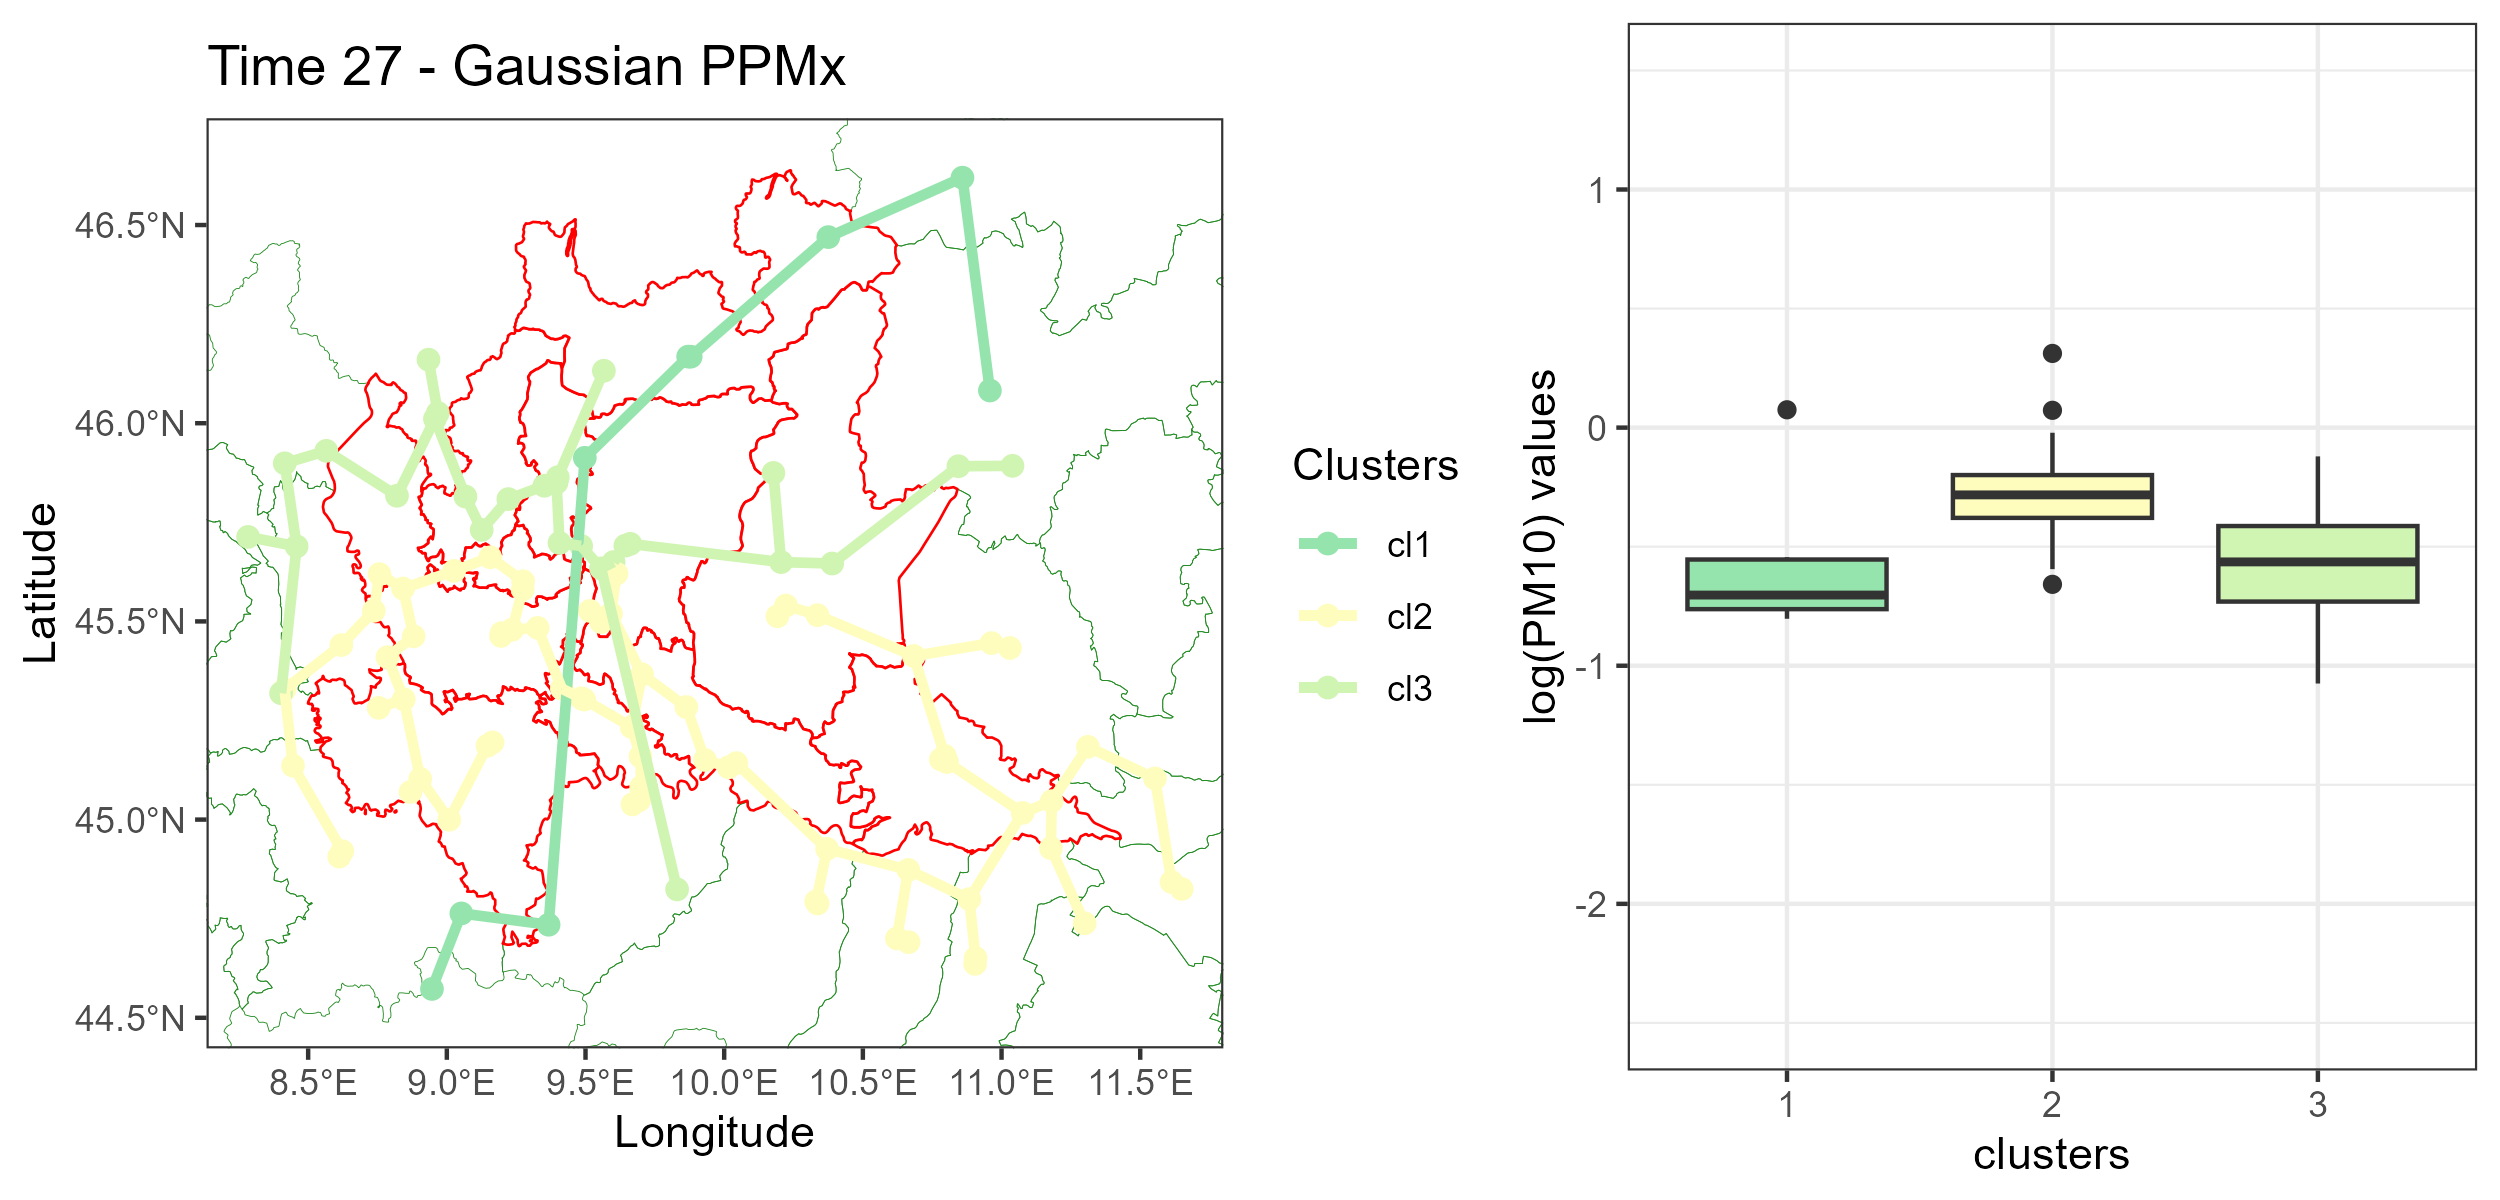 Time 27 - Gaussian PPMx
46.5°N
46.0°N
45.5°N
45.0°N
44.5°N
Latitude
8.5°E 9.0°E 9.5°E 10.0°E 10.5°E 11.0°E 11.5°E
Longitude
Clusters
cl1
cl2
cl3
log(PM10) values
1
0
-1
-2
1 2 3
clusters